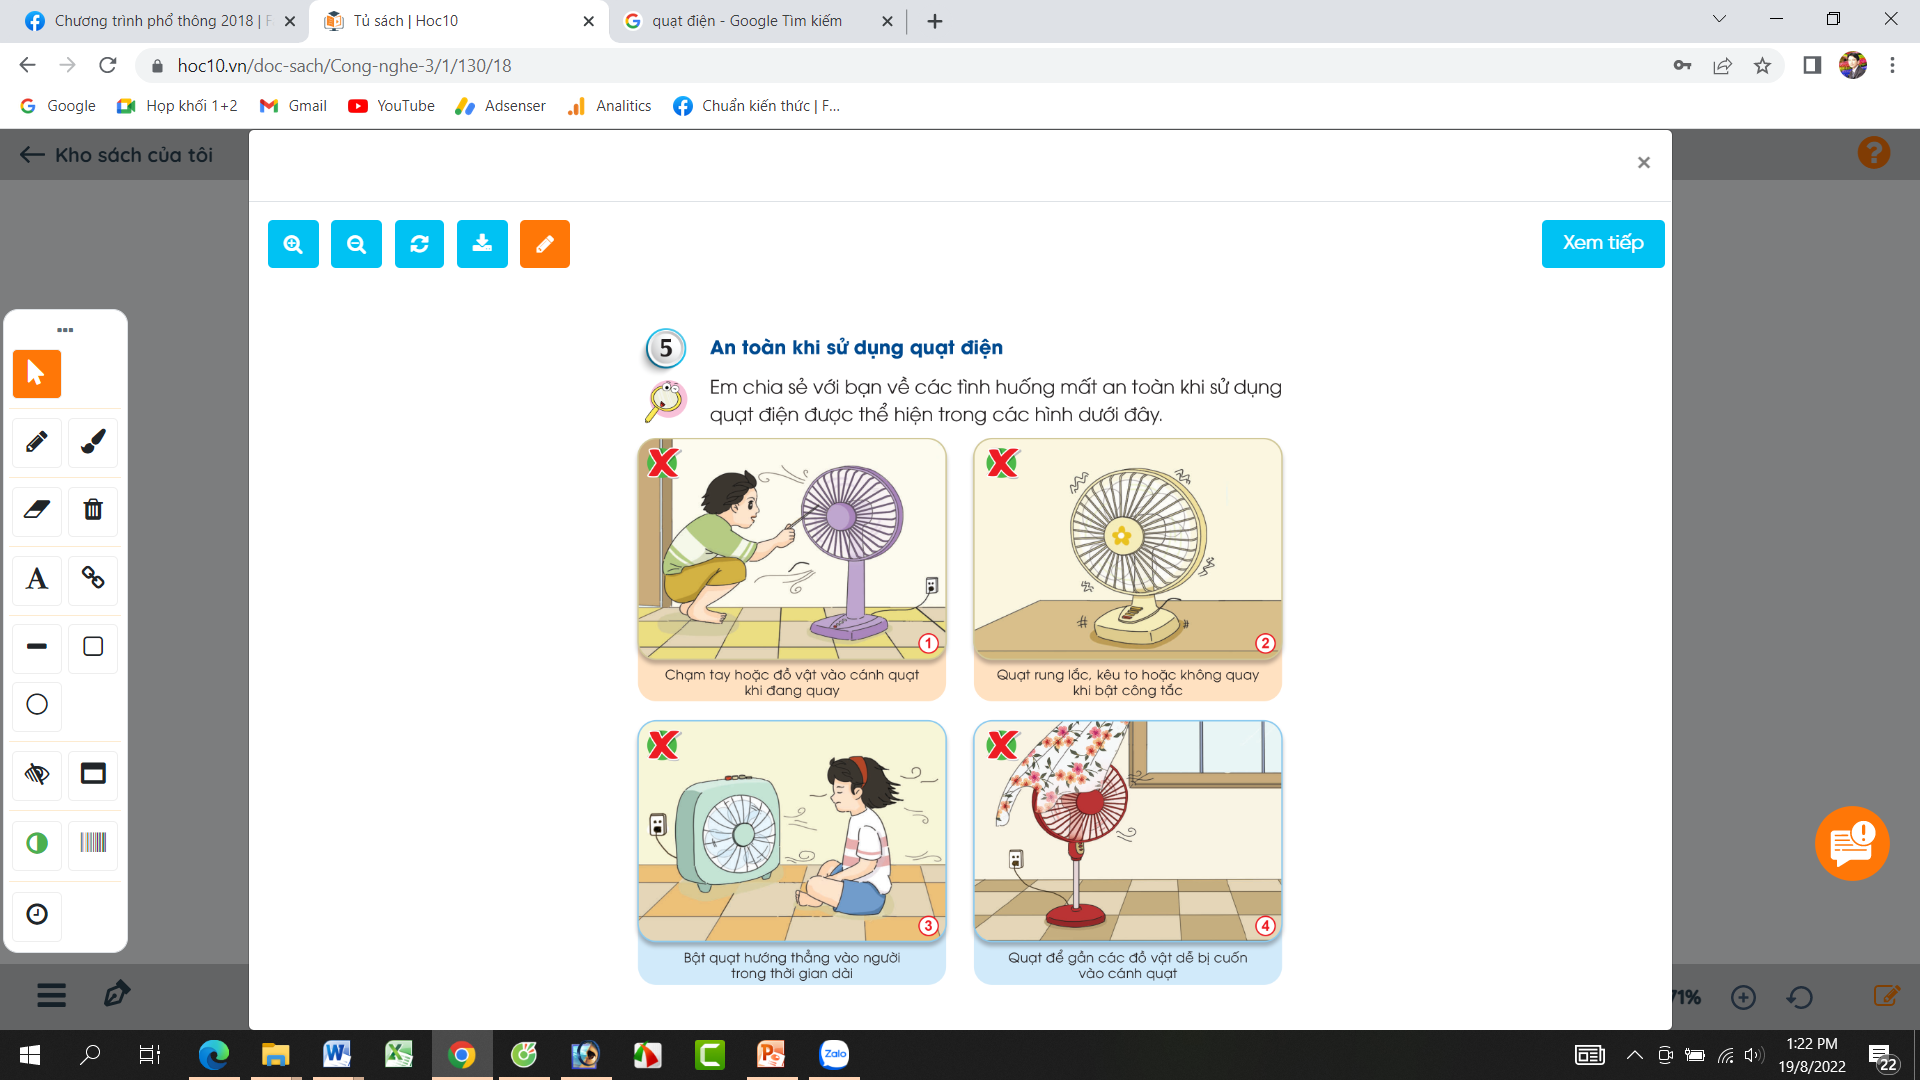 Chương trình phổ thông 2018 | F
Tủ sách | Hoc10
quạt điện - Google Tìm kiếm
hoc10.vn/doc-sach/Cong-nghe-3/1/130/18
Google
Họp khối 1+2
Gmail
YouTube
Adsenser
Analitics
Chuẩn kiến thức | F...
Kho sách của tôi
Xem tiếp
5 An toàn khi sử dụng quạt điện
Em chia sẻ với bạn về các tình huống mất an toàn khi sử dụng
quạt điện được thể hiện trong các hình dưới đây.
1
Chạm tay hoặc đồ vật vào cánh quạt
khi đang quay
2
Quạt rung lắc, kêu to hoặc không quay
khi bật công tắc
3
Bật quạt hướng thẳng vào người
trong thời gian dài
4
Quạt để gần các đồ vật dễ bị cuốn
vào cánh quạt
71%
Zalo
1:22 PM
19/8/2022
22